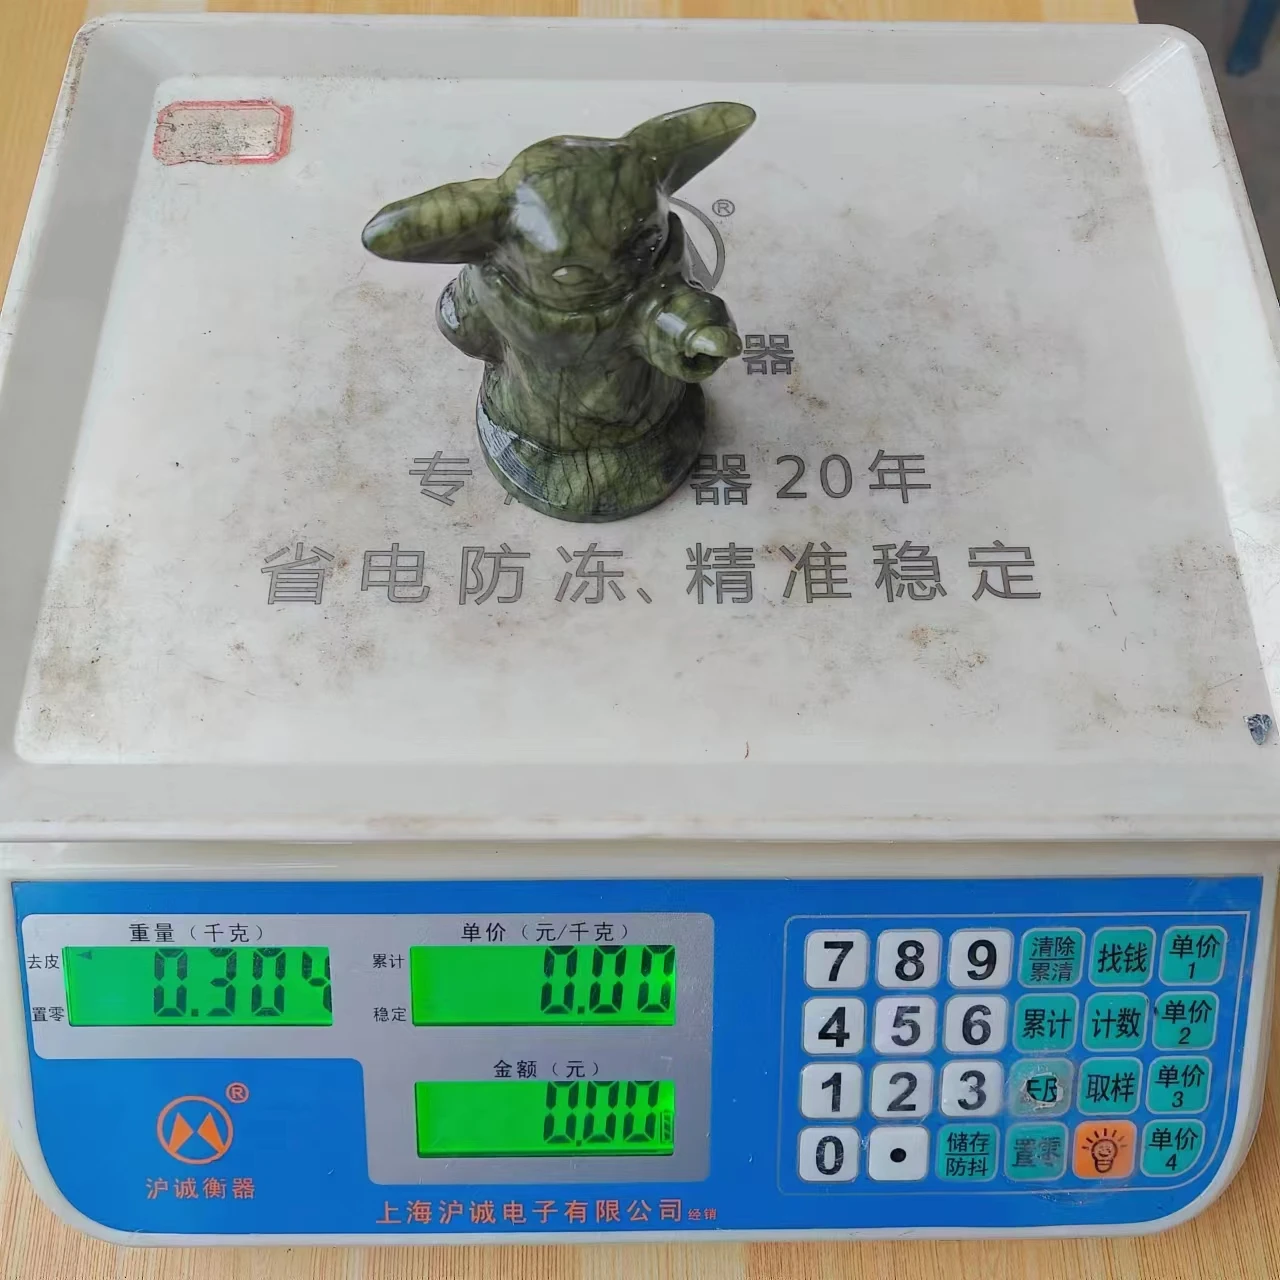 ®
器
专 器20年
省电防冻、精准稳定
重量（千克）
单价（元/千克）
去皮
置零
0.304
累计
稳定
0.00
金额（元）
0.00
®
沪诚衡器
上海沪诚电子有限公司 经销
7 8 9 清除 累清 找钱 单价1
4 5 6 累计 计数 单价2
1 2 3 取样 单价3
0 . 储存 防抖 置零 单价4